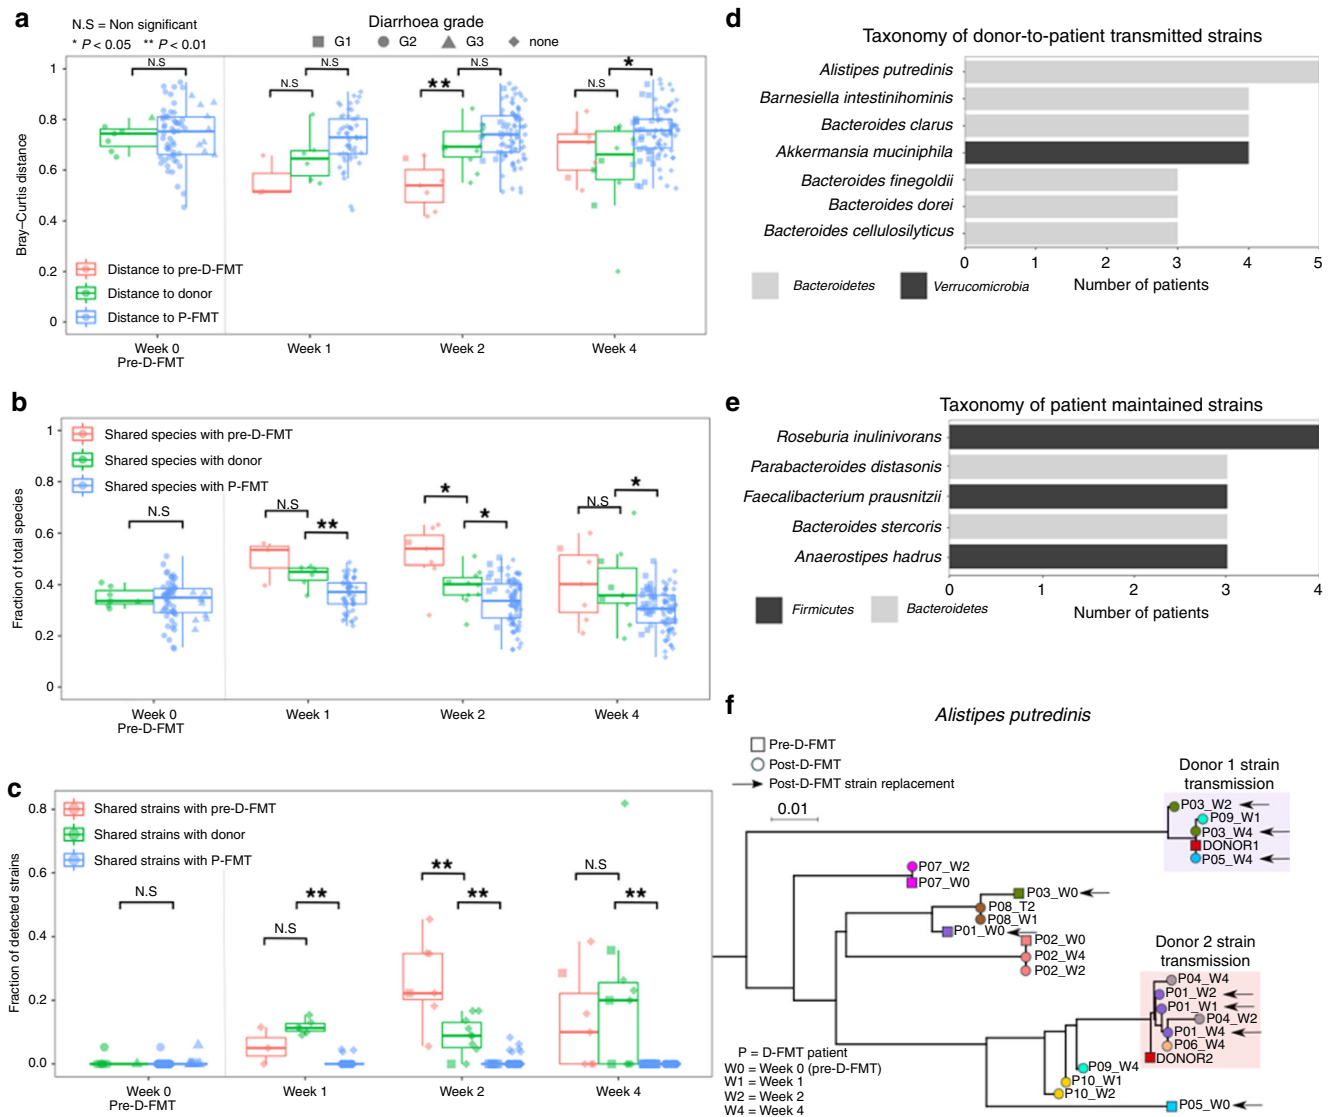 a
N.S = Non significant
* P < 0.05 ** P < 0.01
Diarrhoea grade
G1 G2 G3 none
N.S
N.S
N.S
**
N.S
N.S
*
1
0.8
0.6
0.4
0.2
0
Bray–Curtis distance
Distance to pre-D-FMT
Distance to donor
Distance to P-FMT
Week 0
Pre-D-FMT
Week 1
Week 2
Week 4
b
Shared species with pre-D-FMT
Shared species with donor
Shared species with P-FMT
N.S
N.S
**
*
*
N.S
*
1
0.8
0.6
0.4
0.2
0
Fraction of total species
Week 0
Pre-D-FMT
Week 1
Week 2
Week 4
c
Shared strains with pre-D-FMT
Shared strains with donor
Shared strains with P-FMT
N.S
N.S
**
**
**
N.S
**
0.8
0.6
0.4
0.2
0.0
Fraction of detected strains
Week 0
Pre-D-FMT
Week 1
Week 2
Week 4
d
Taxonomy of donor-to-patient transmitted strains
Alistipes putredinis
Barnesiella intestinihominis
Bacteroides clarus
Akkermansia muciniphila
Bacteroides finegoldii
Bacteroides dorei
Bacteroides cellulosilyticus
0 1 2 3 4 5
Number of patients
Bacteroidetes
Verrucomicrobia
e
Taxonomy of patient maintained strains
Roseburia inulinivorans
Parabacteroides distasonis
Faecalibacterium prausnitzii
Bacteroides stercoris
Anaerostipes hadrus
0 1 2 3 4
Number of patients
Firmicutes
Bacteroidetes
f
Alistipes putredinis
Pre-D-FMT
Post-D-FMT
Post-D-FMT strain replacement
0.01
Donor 1 strain
transmission
P03_W2
P09_W1
P03_W4
DONOR1
P05_W4
P07_W2
P07_W0
P03_W0
P08_T2
P08_W1
P01_W0
P02_W0
P02_W4
P02_W2
Donor 2 strain
transmission
P04_W4
P01_W2
P01_W1
P04_W2
P01_W4
P06_W4
DONOR2
P09_W4
P10_W1
P10_W2
P05_W0
P = D-FMT patient
W0 = Week 0 (pre-D-FMT)
W1 = Week 1
W2 = Week 2
W4 = Week 4